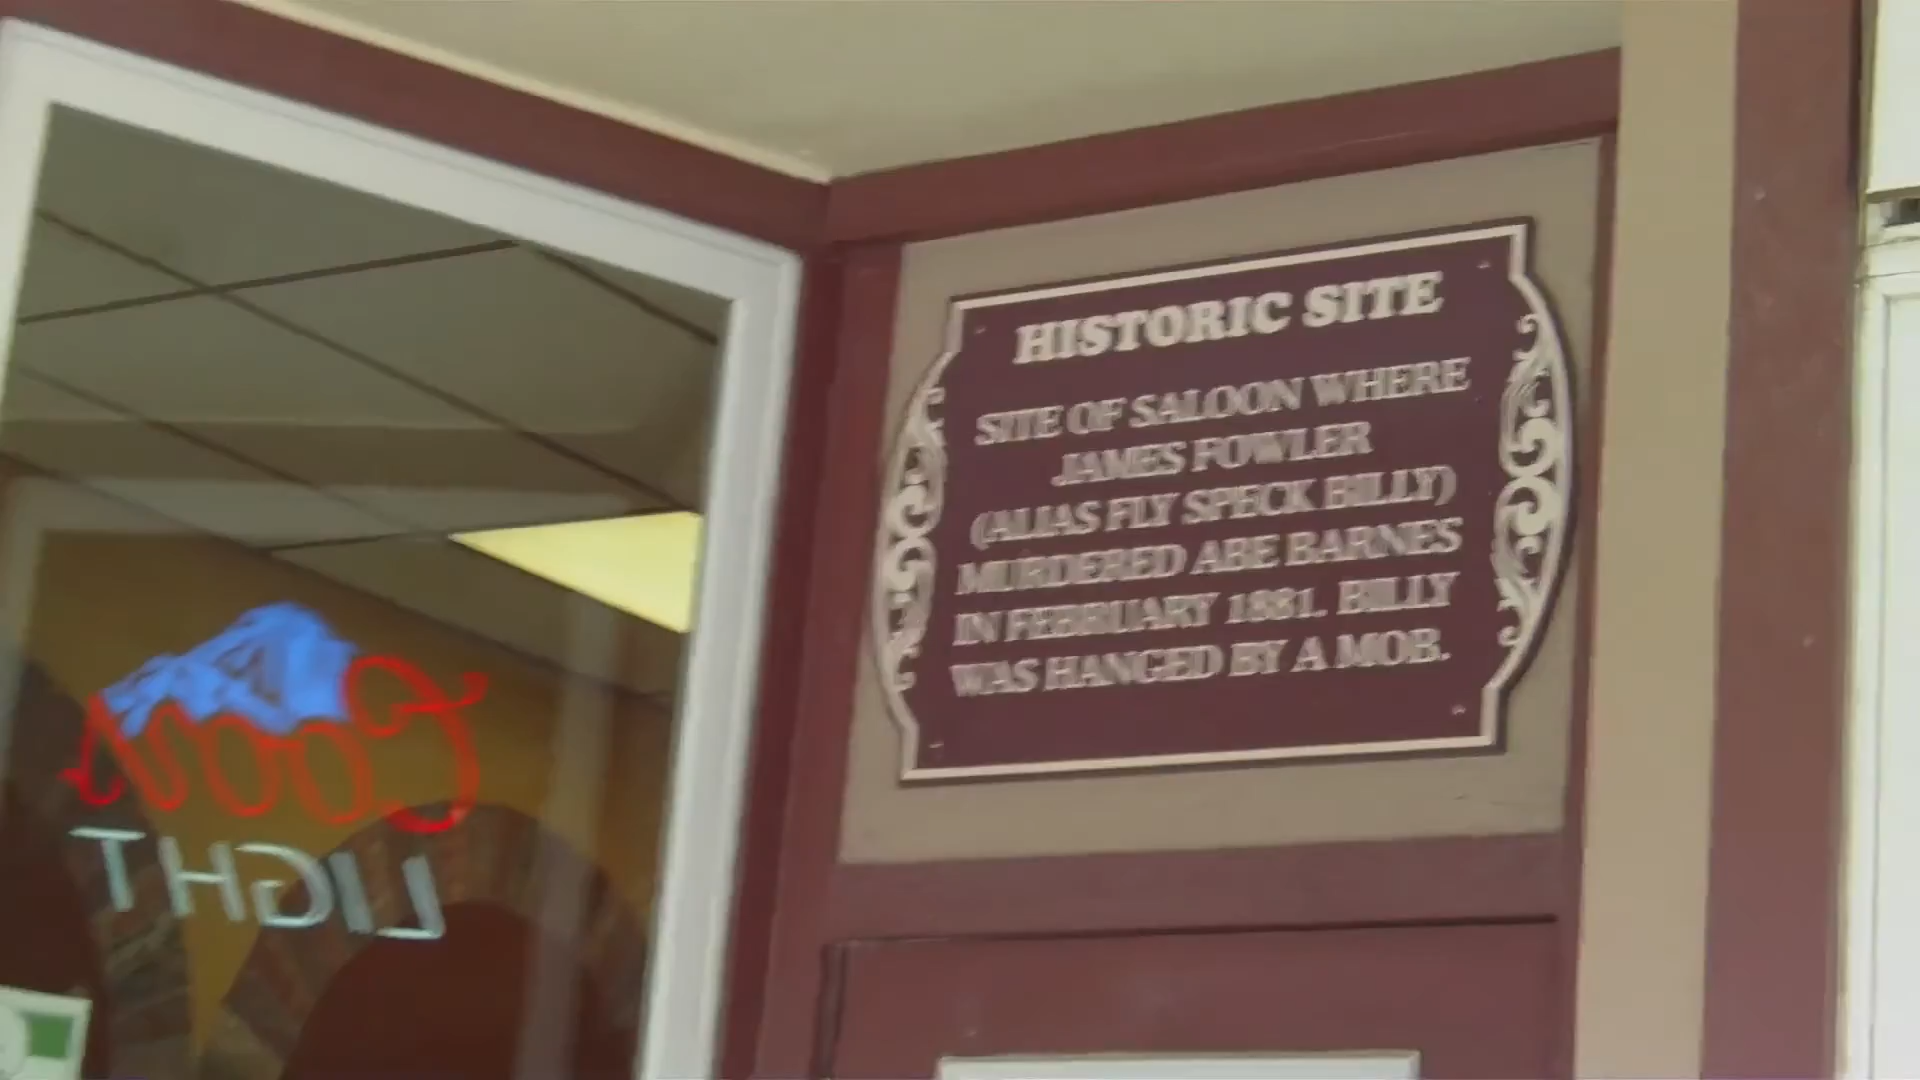 HISTORIC SITE
SITE OF SALOON WHERE
JAMES FOWLER
(ALIAS FLY SPECK BILLY)
MURDERED ABE BARNES
IN FEBRUARY 1881. BILLY
WAS HANGED BY A MOB.
Coors
LIGHT